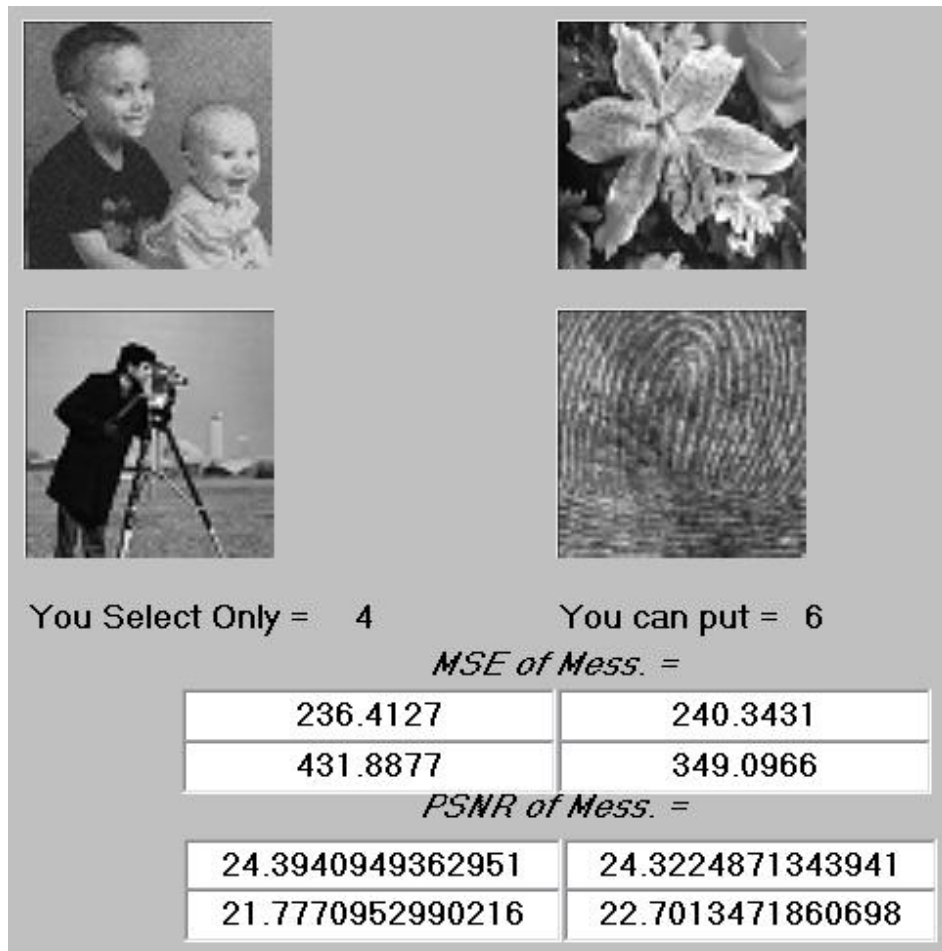 You Select Only = 4 You can put = 6
MSE of Mess. =
236.4127 240.3431
431.8877 349.0966
PSNR of Mess. =
24.3940949362951 24.3224871343941
21.7770952990216 22.7013471860698